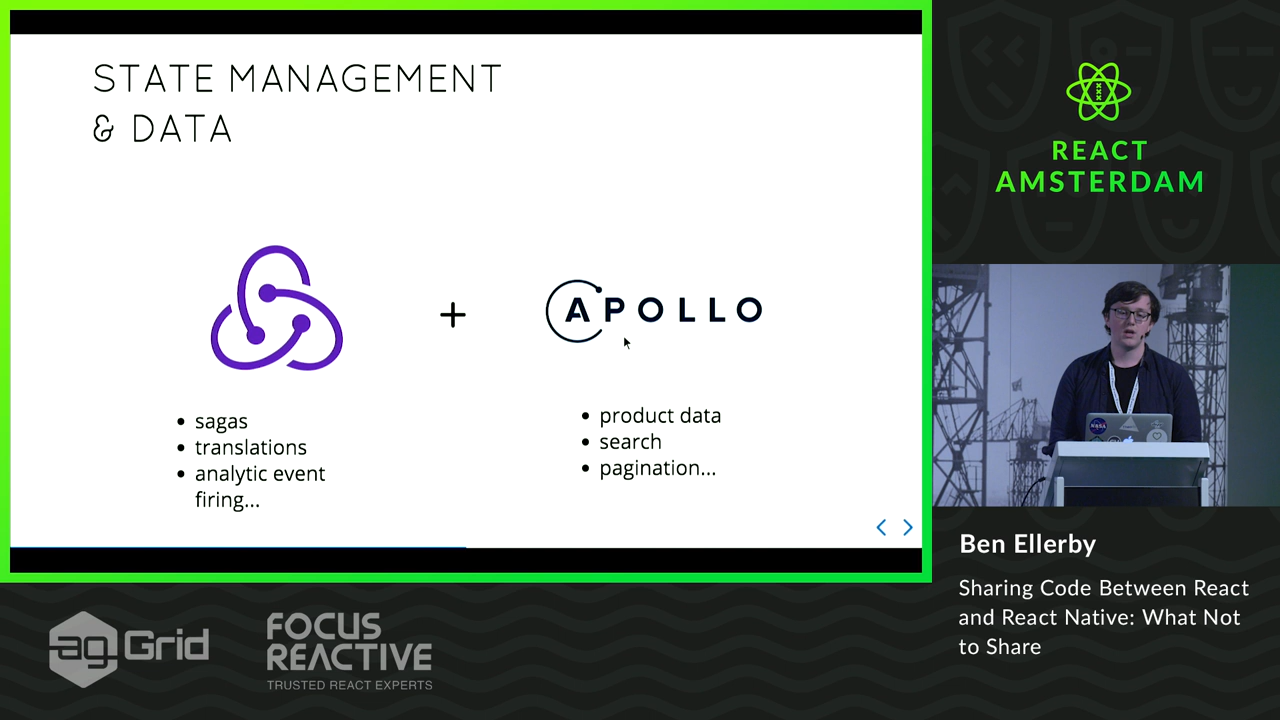 STATE MANAGEMENT
& DATA
+
APOLLO
sagas
translations
analytic event
firing...
product data
search
pagination...
REACT
AMSTERDAM
Ben Ellerby
Sharing Code Between React
and React Native: What Not
to Share
ag Grid
FOCUS
REACTIVE
TRUSTED REACT EXPERTS